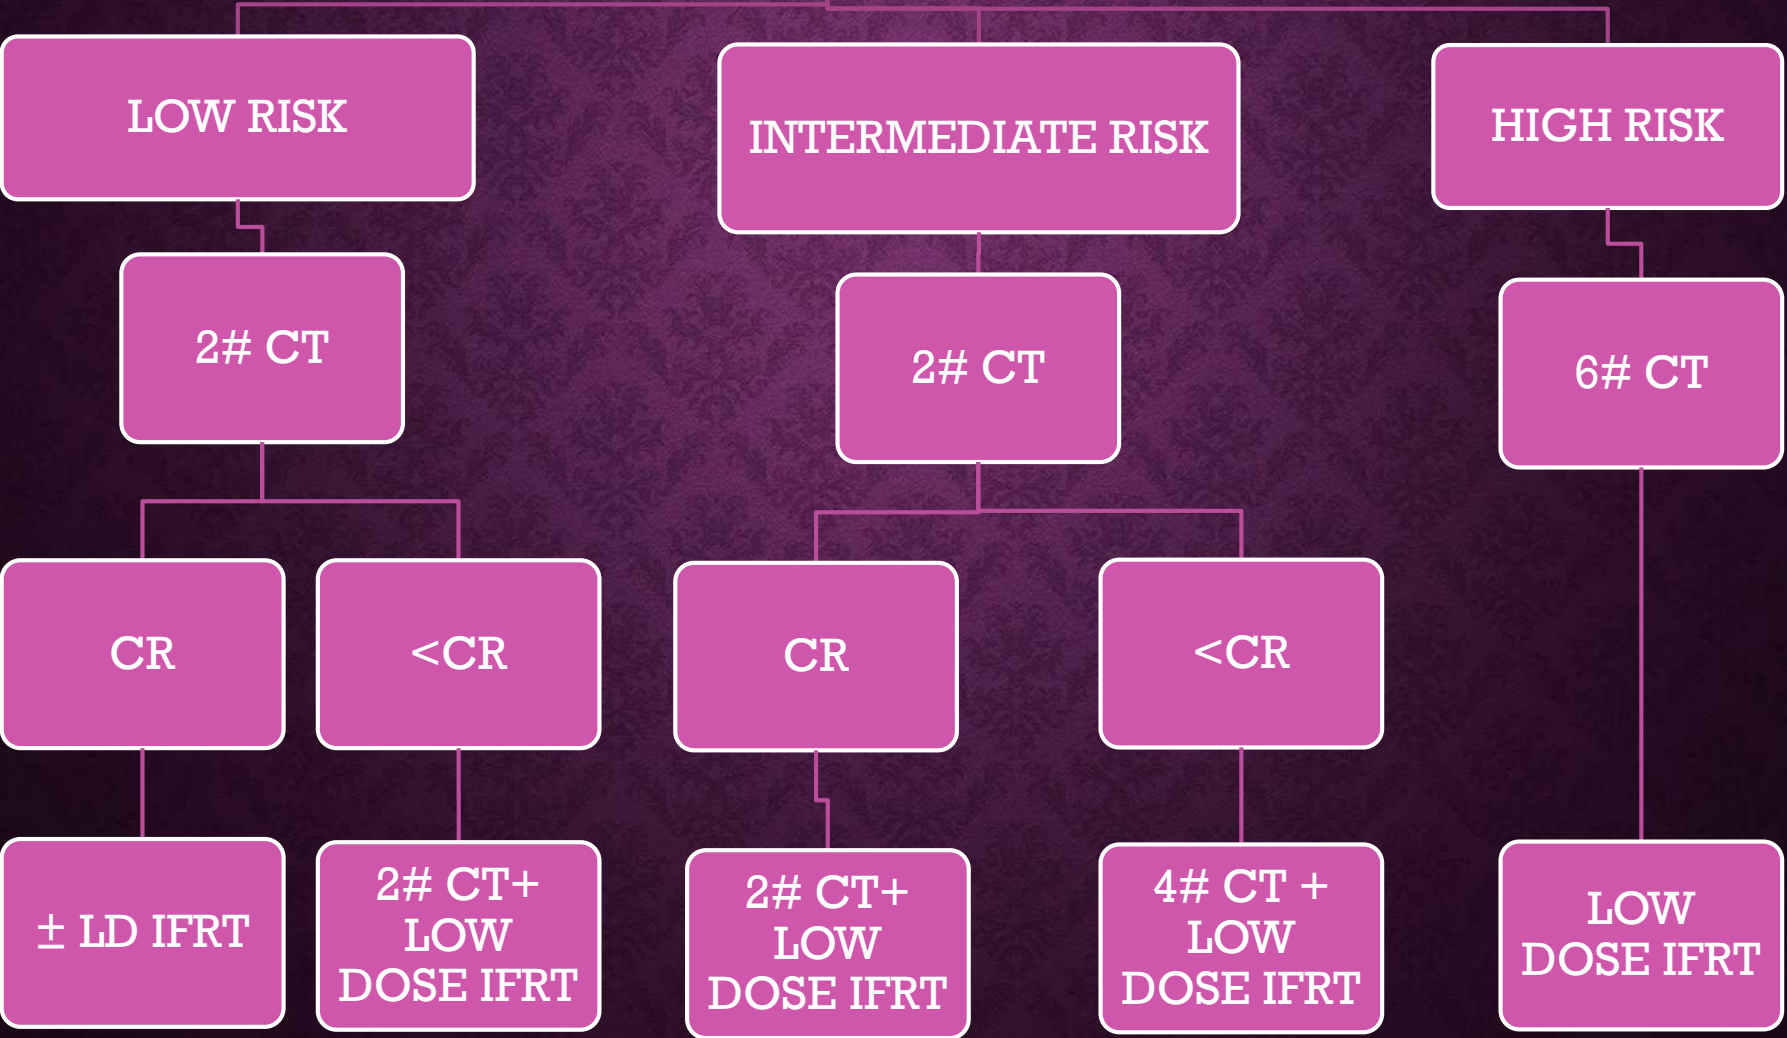 LOW RISK
INTERMEDIATE RISK
HIGH RISK
2# CT
2# CT
6# CT
CR
<CR
CR
<CR
± LD IFRT
2# CT+
LOW
DOSE IFRT
2# CT+
LOW
DOSE IFRT
4# CT +
LOW
DOSE IFRT
LOW
DOSE IFRT